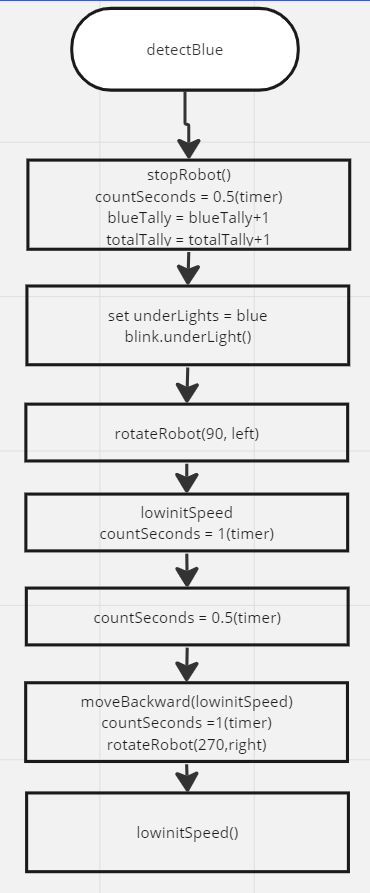 detectBlue
stopRobot()
countSeconds = 0.5(timer)
blueTally = blueTally+1
totalTally = totalTally+1
set underLights = blue
blink.underLight()
rotateRobot(90, left)
lowinitSpeed
countSeconds = 1(timer)
countSeconds = 0.5(timer)
moveBackward(lowinitSpeed)
countSeconds =1(timer)
rotateRobot(270,right)
lowinitSpeed()